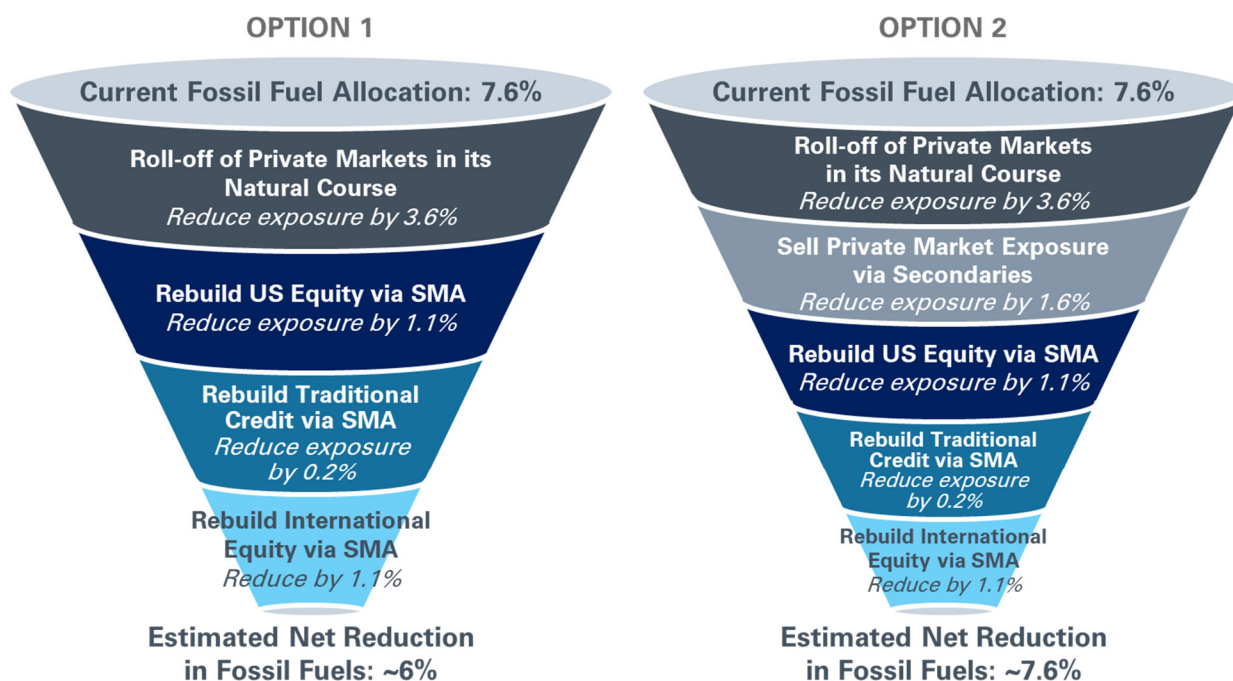 OPTION 1
Current Fossil Fuel Allocation: 7.6%
Roll-off of Private Markets in its
Natural Course
Reduce exposure by 3.6%
Rebuild US Equity via SMA
Reduce exposure by 1.1%
Rebuild Traditional
Credit via SMA
Reduce exposure
by 0.2%
Rebuild International
Equity via SMA
Reduce by 1.1%
Estimated Net Reduction
in Fossil Fuels: ~6%
OPTION 2
Current Fossil Fuel Allocation: 7.6%
Roll-off of Private Markets
in its Natural Course
Reduce exposure by 3.6%
Sell Private Market Exposure
via Secondaries
Reduce exposure by 1.6%
Rebuild US Equity via SMA
Reduce exposure by 1.1%
Rebuild Traditional
Credit via SMA
Reduce exposure
by 0.2%
Rebuild International
Equity via SMA
Reduce by 1.1%
Estimated Net Reduction
in Fossil Fuels: ~7.6%